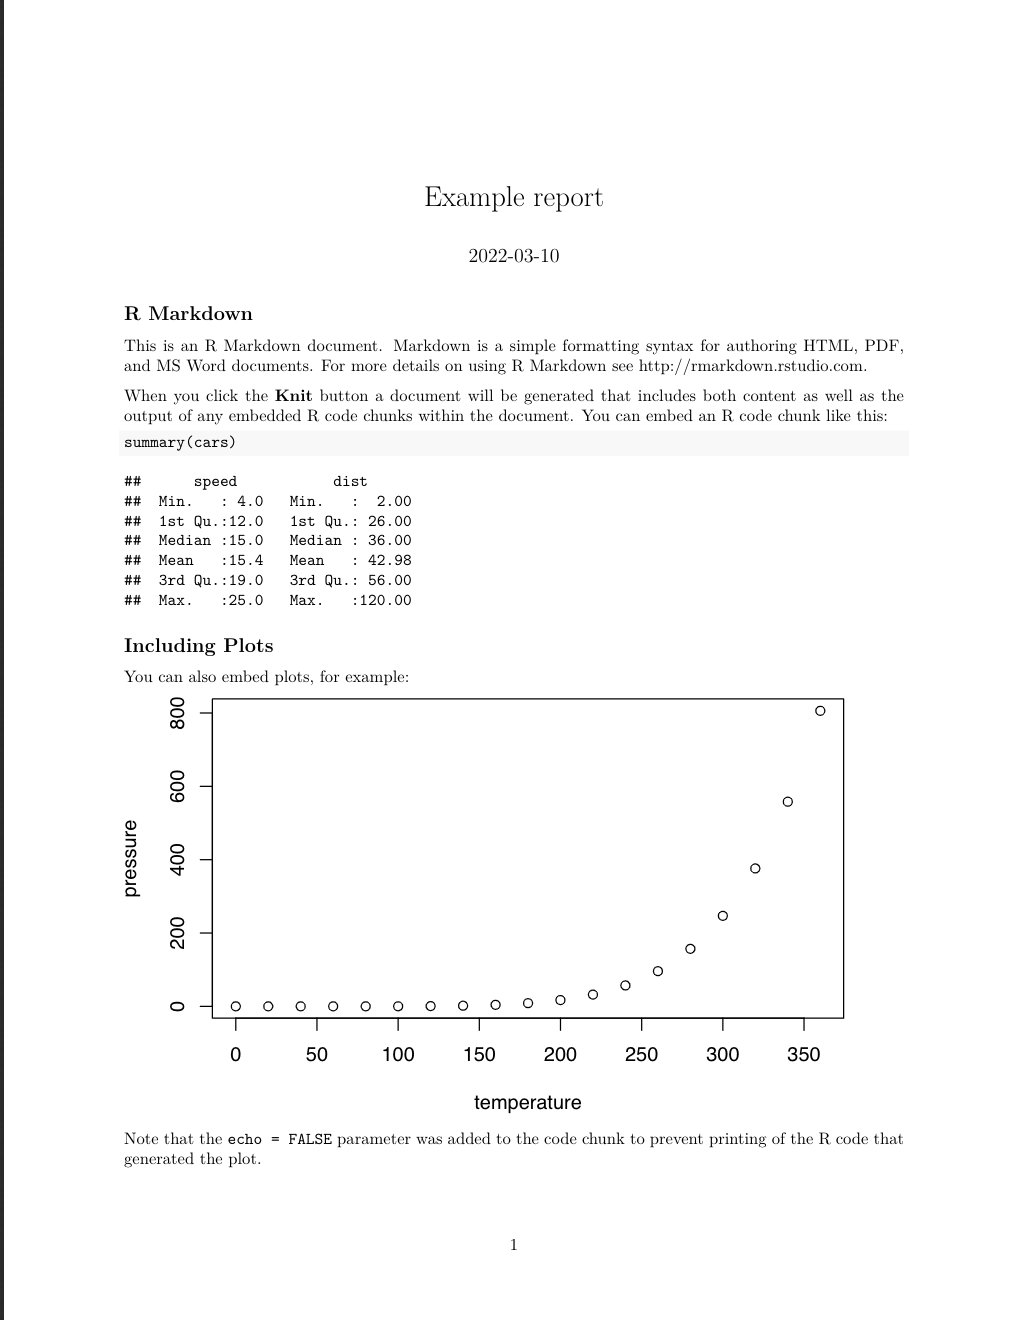 Example report
2022-03-10
R Markdown
This is an R Markdown document. Markdown is a simple formatting syntax for authoring HTML, PDF,
and MS Word documents. For more details on using R Markdown see http://rmarkdown.rstudio.com.
When you click the Knit button a document will be generated that includes both content as well as the
output of any embedded R code chunks within the document. You can embed an R code chunk like this:
summary(cars)
##      speed           dist
##  Min.   : 4.0   Min.   :  2.00
##  1st Qu.:12.0   1st Qu.: 26.00
##  Median :15.0   Median : 36.00
##  Mean   :15.4   Mean   : 42.98
##  3rd Qu.:19.0   3rd Qu.: 56.00
##  Max.   :25.0   Max.   :120.00
Including Plots
You can also embed plots, for example:
800
600
400
200
0
pressure
0 50 100 150 200 250 300 350
temperature
Note that the echo = FALSE parameter was added to the code chunk to prevent printing of the R code that
generated the plot.
1